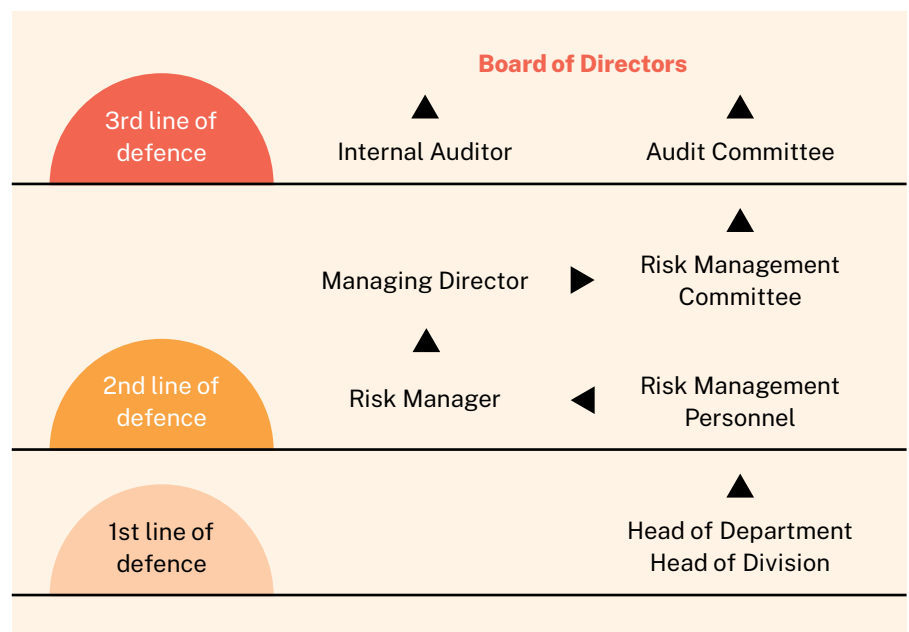 Board of Directors
3rd line of
defence
Internal Auditor
Audit Committee
Managing Director
Risk Management
Committee
2nd line of
defence
Risk Manager
Risk Management
Personnel
1st line of
defence
Head of Department
Head of Division